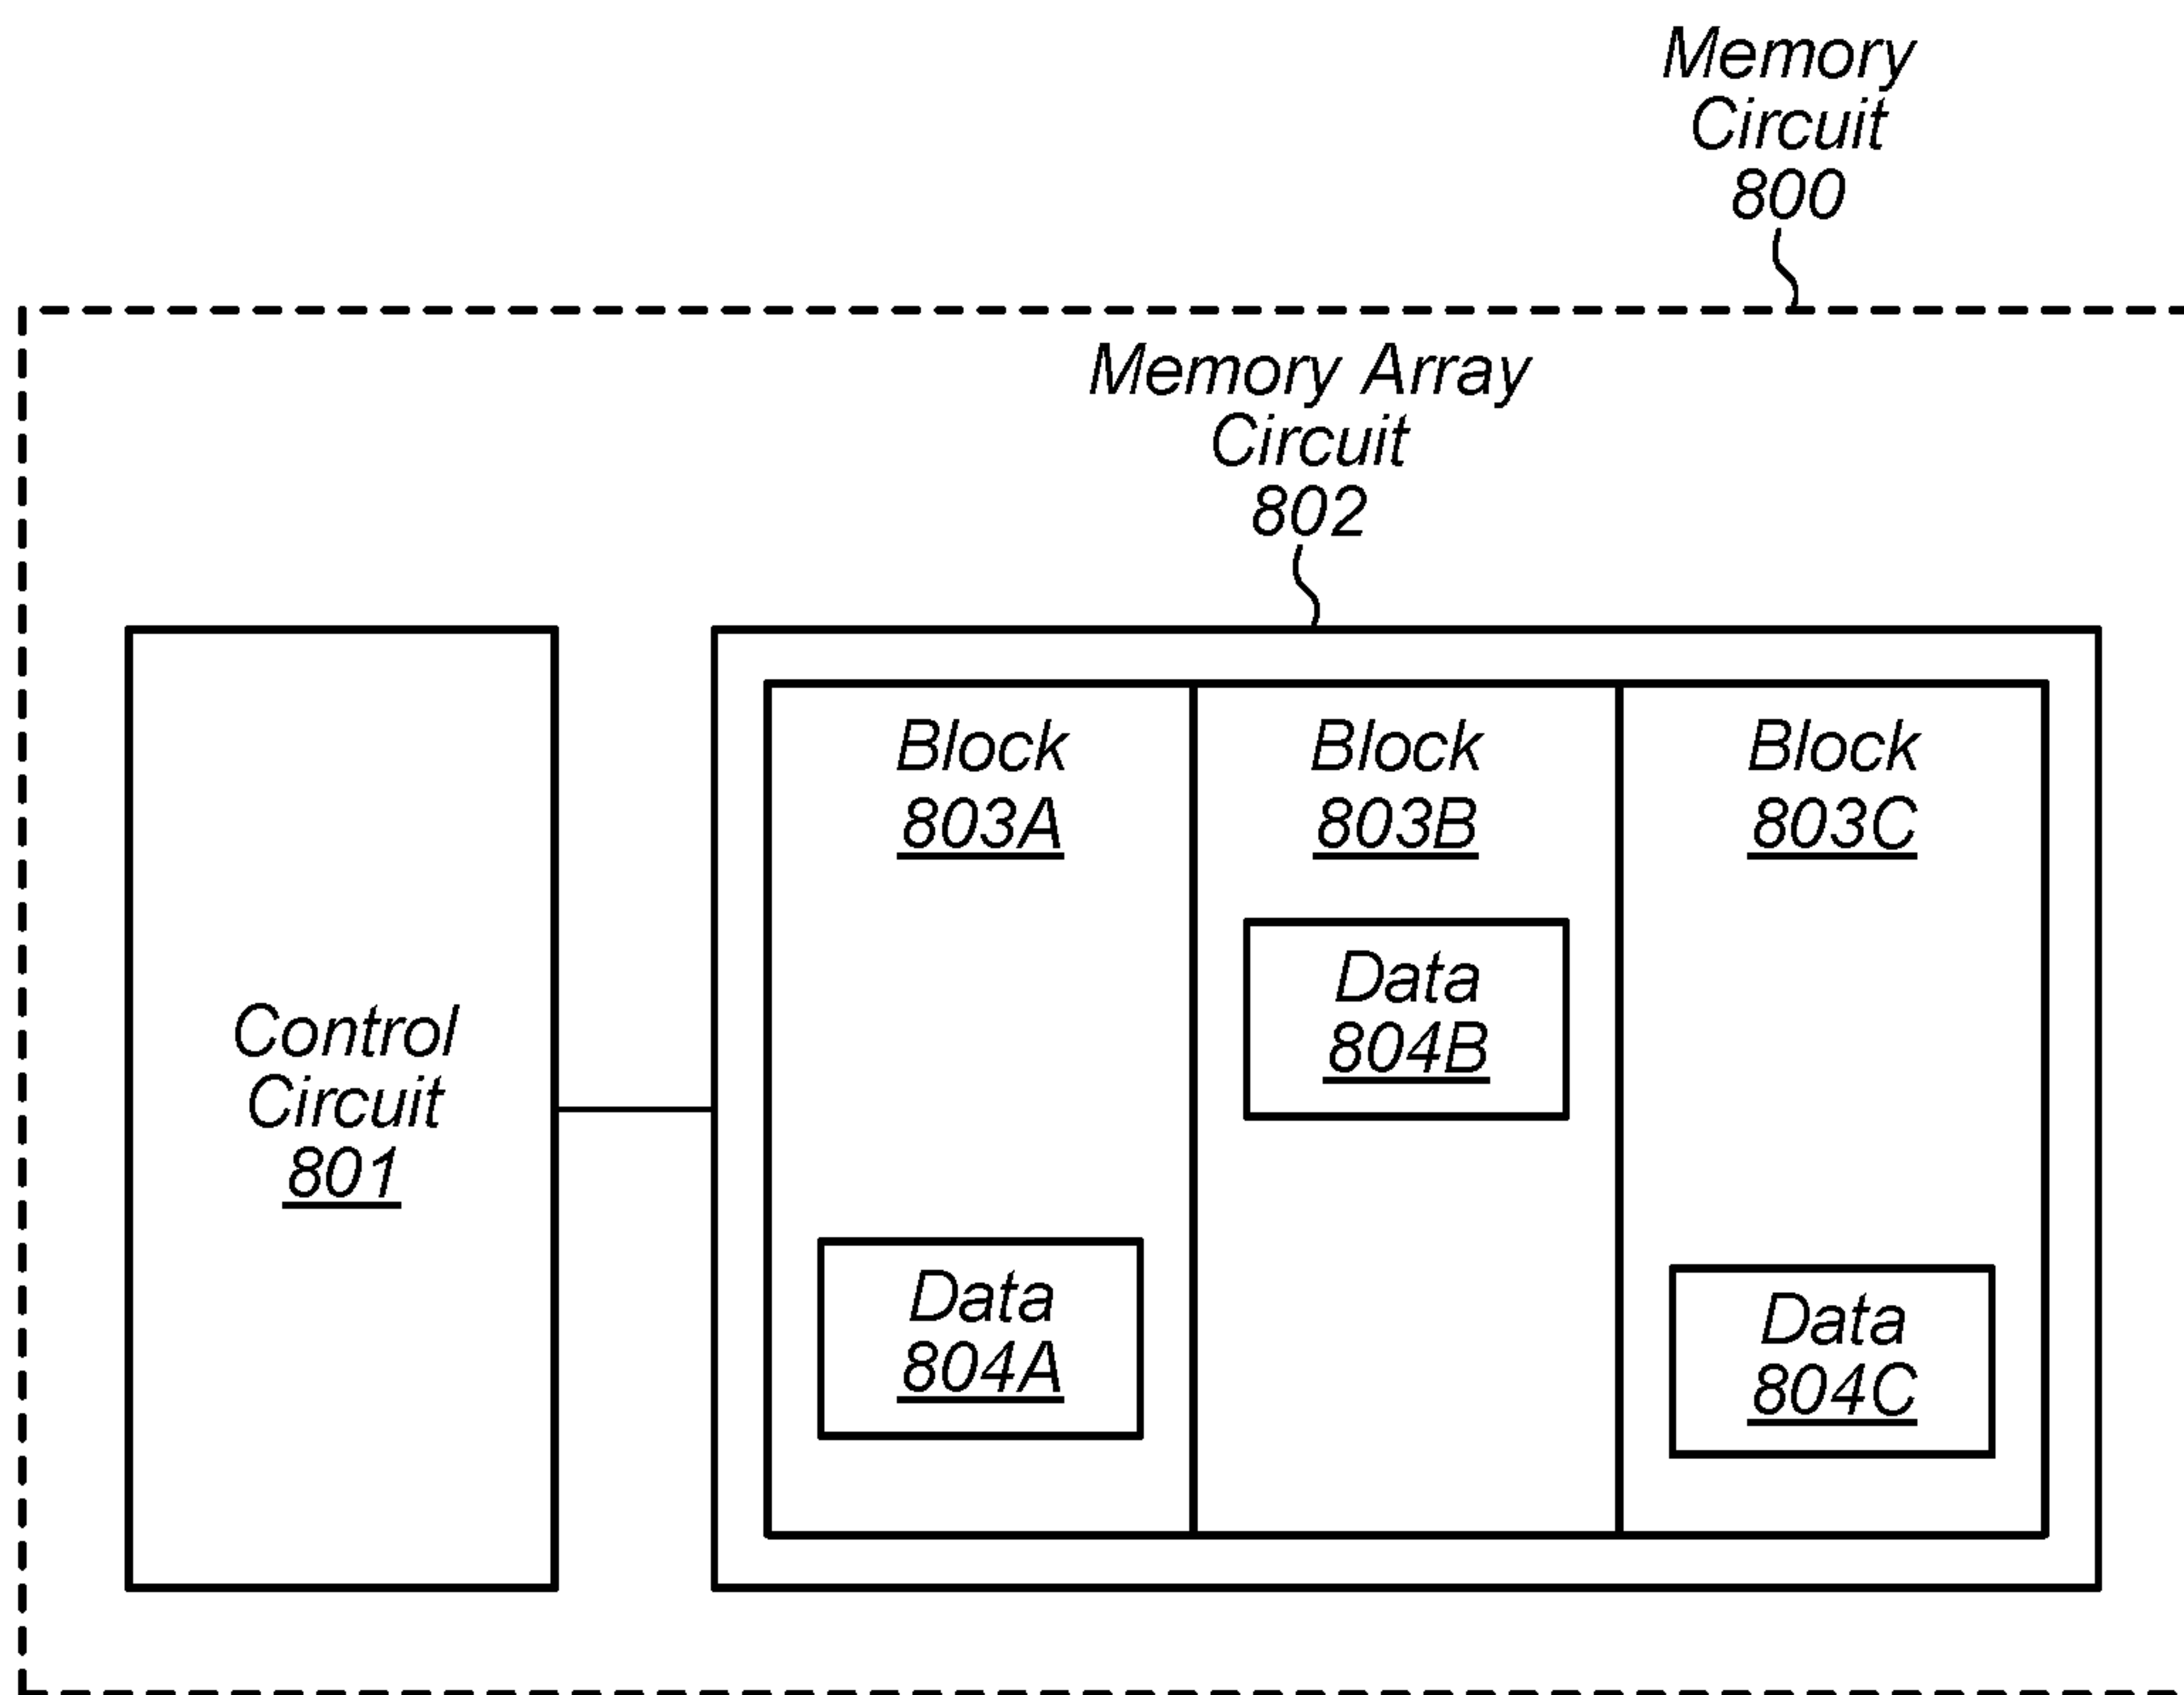 Memory
Circuit
800
Memory Array
Circuit
802
Block
803A
Block
803B
Block
803C
Data
804B
Control
Circuit
801
Data
804A
Data
804C